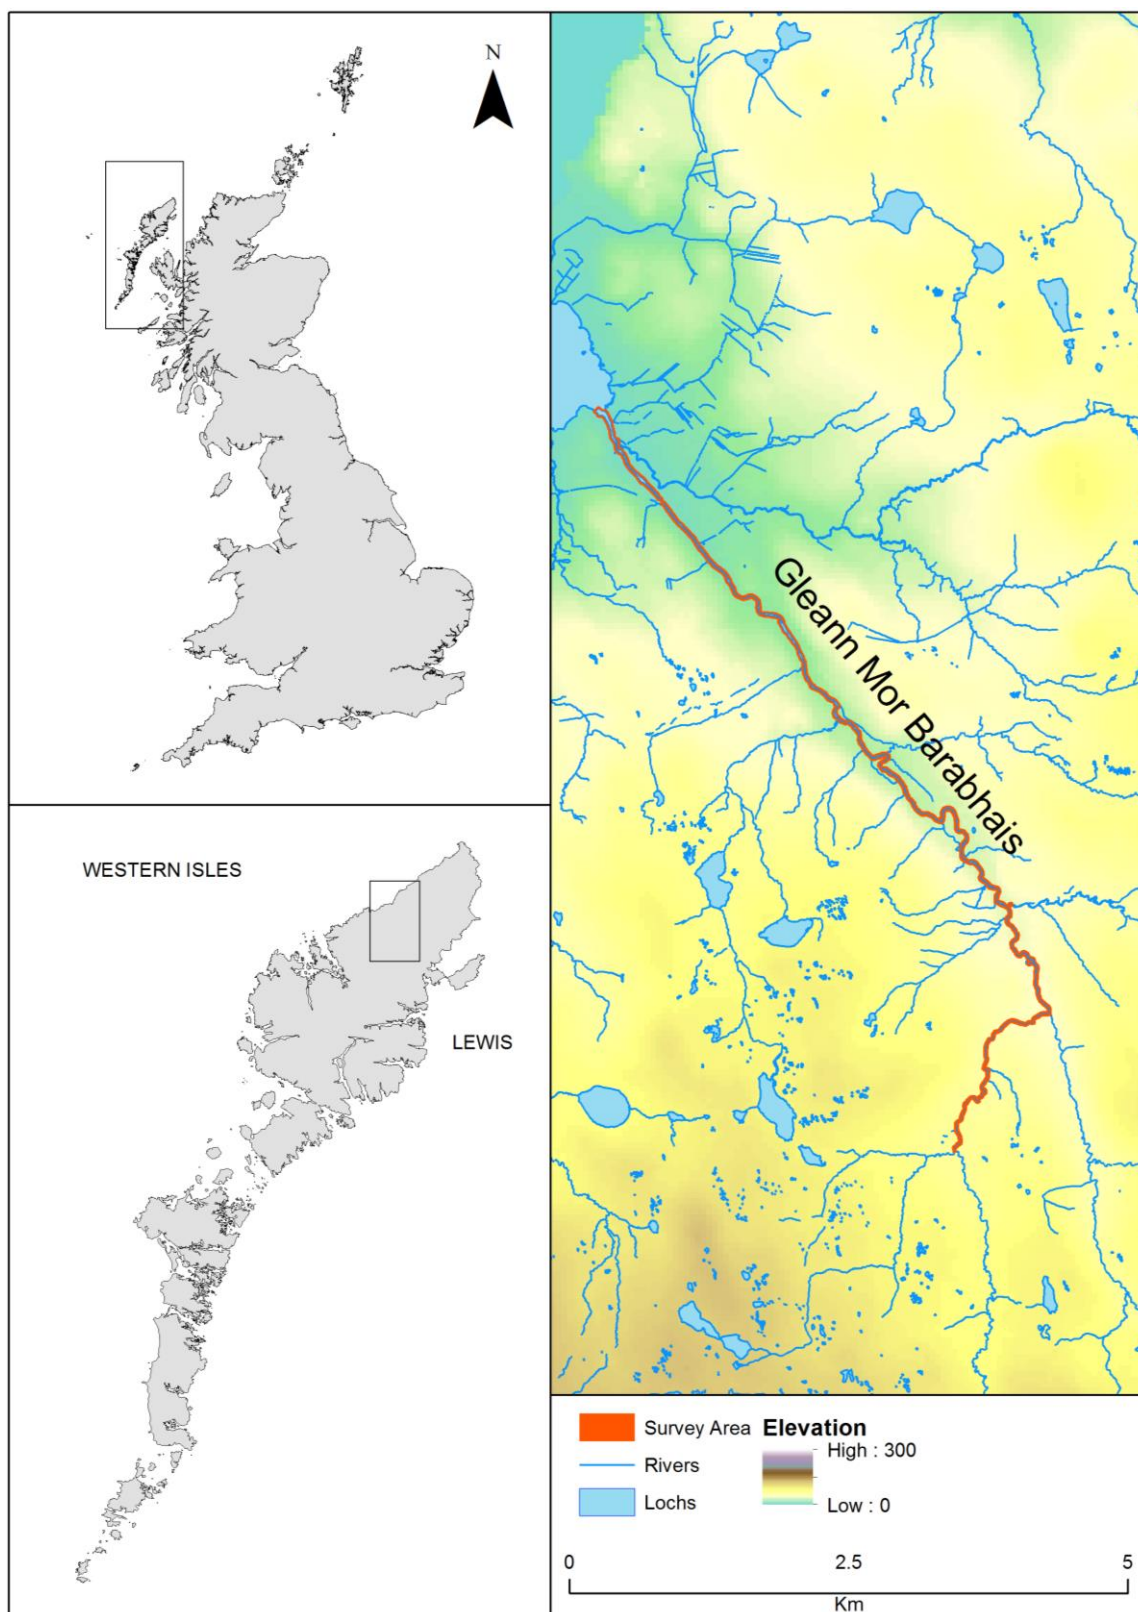 N
WESTERN ISLES
LEWIS
Gleann Mor Barabhais
Survey Area
Rivers
Lochs
Elevation
High : 300
Low : 0
0 2.5 5
Km